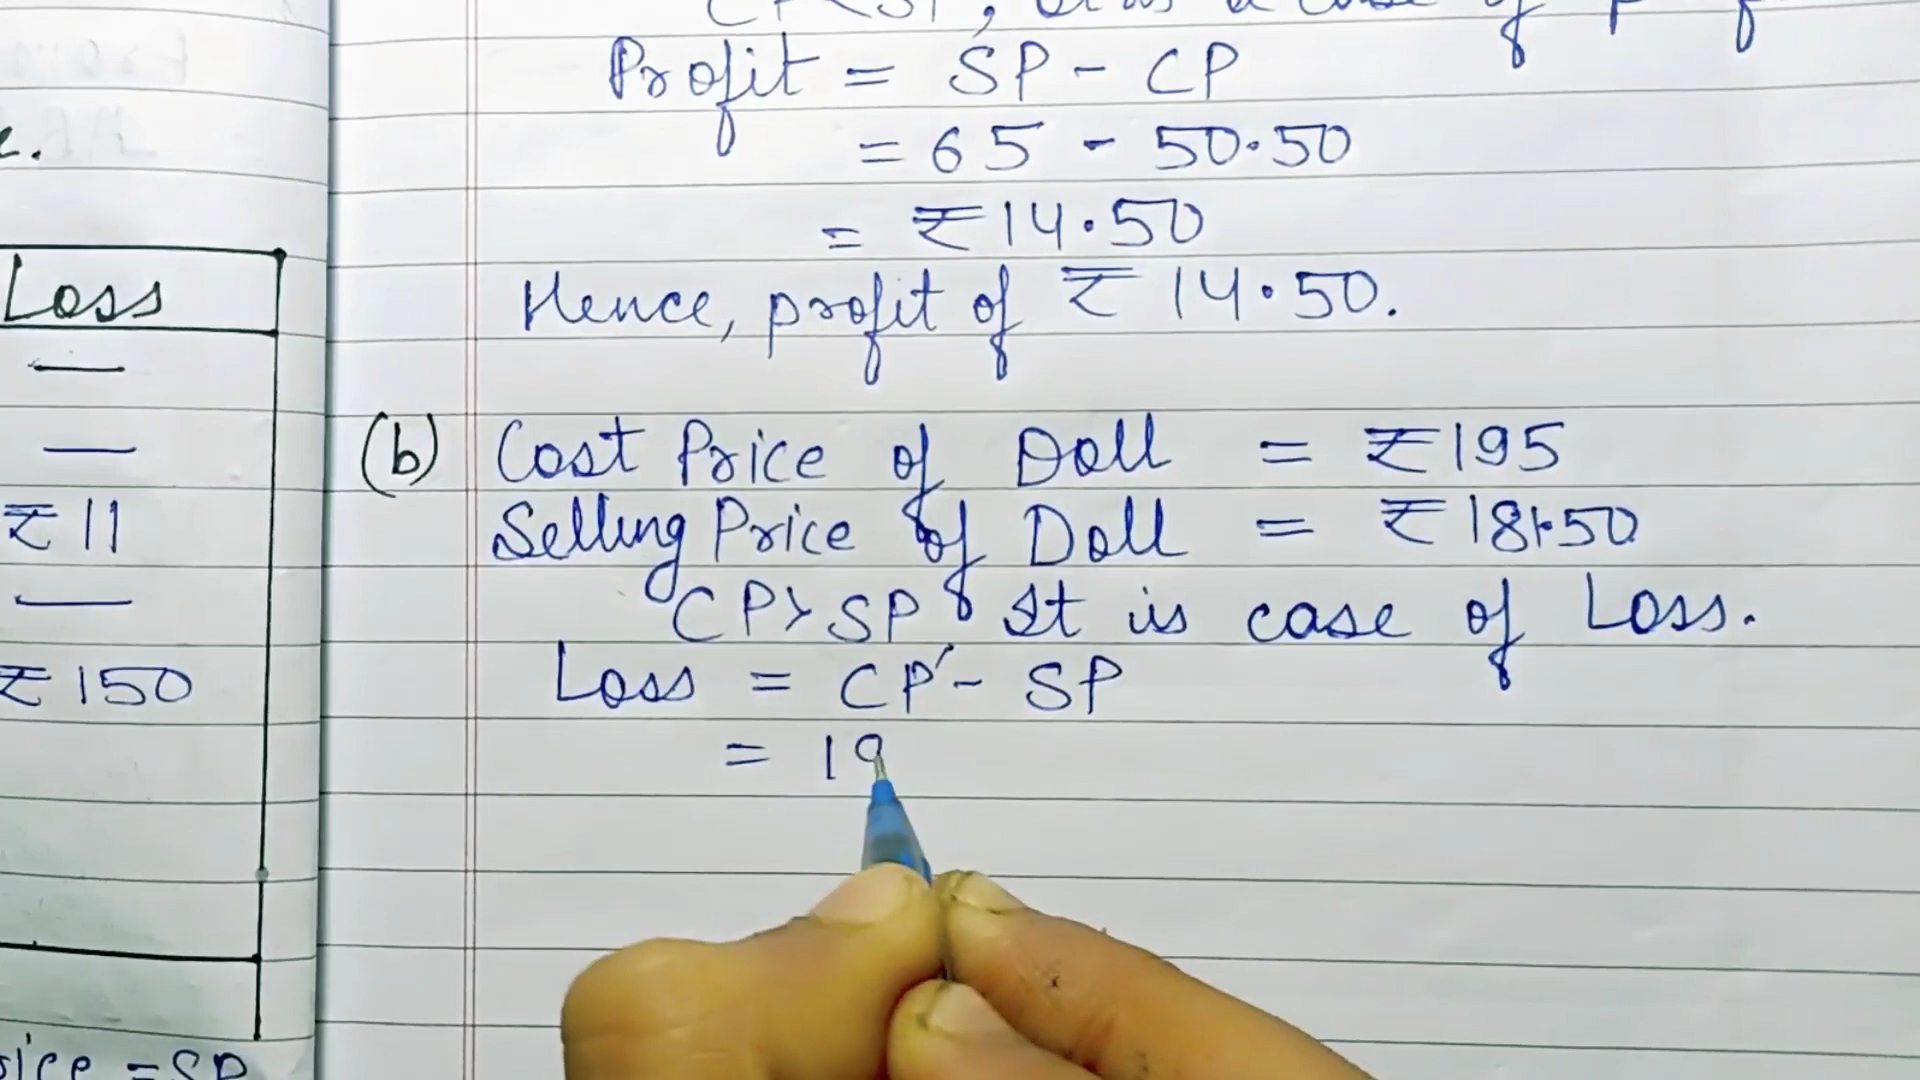 Profit = SP - CP
= 65 - 50.50
= ₹14.50
Hence, profit of ₹ 14.50.
Loss
—
—
₹11
—
₹150
(b) Cost Price of Doll = ₹195
Selling Price of Doll = ₹181.50
CP>SP It is case of Loss.
Loss = CP - SP
= 19
=SP